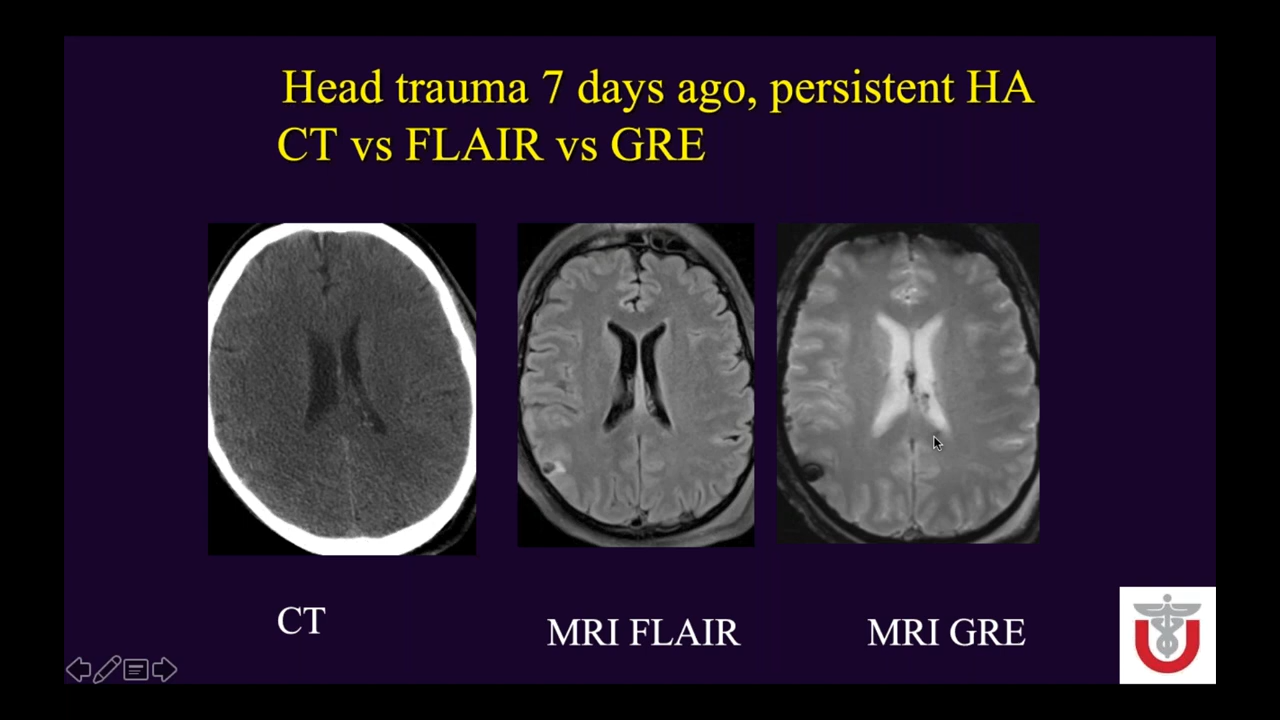 Head trauma 7 days ago, persistent HA
CT vs FLAIR vs GRE
CT
MRI FLAIR
MRI GRE
U